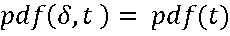 pdf(δ, t ) = pdf(t)